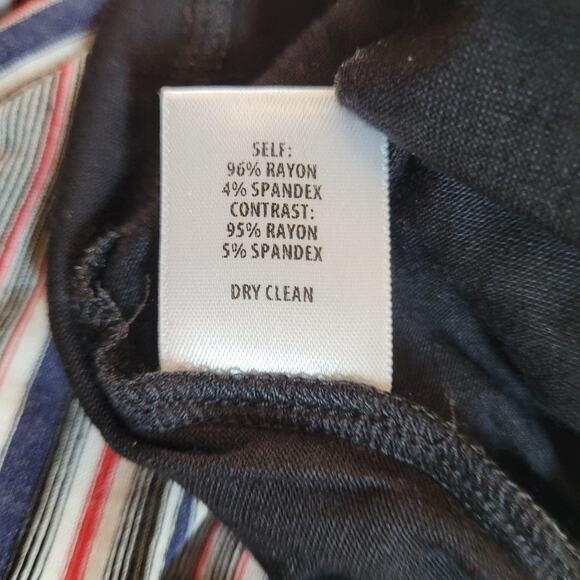 SELF:
96% RAYON
4% SPANDEX
CONTRAST:
95% RAYON
5% SPANDEX
DRY CLEAN